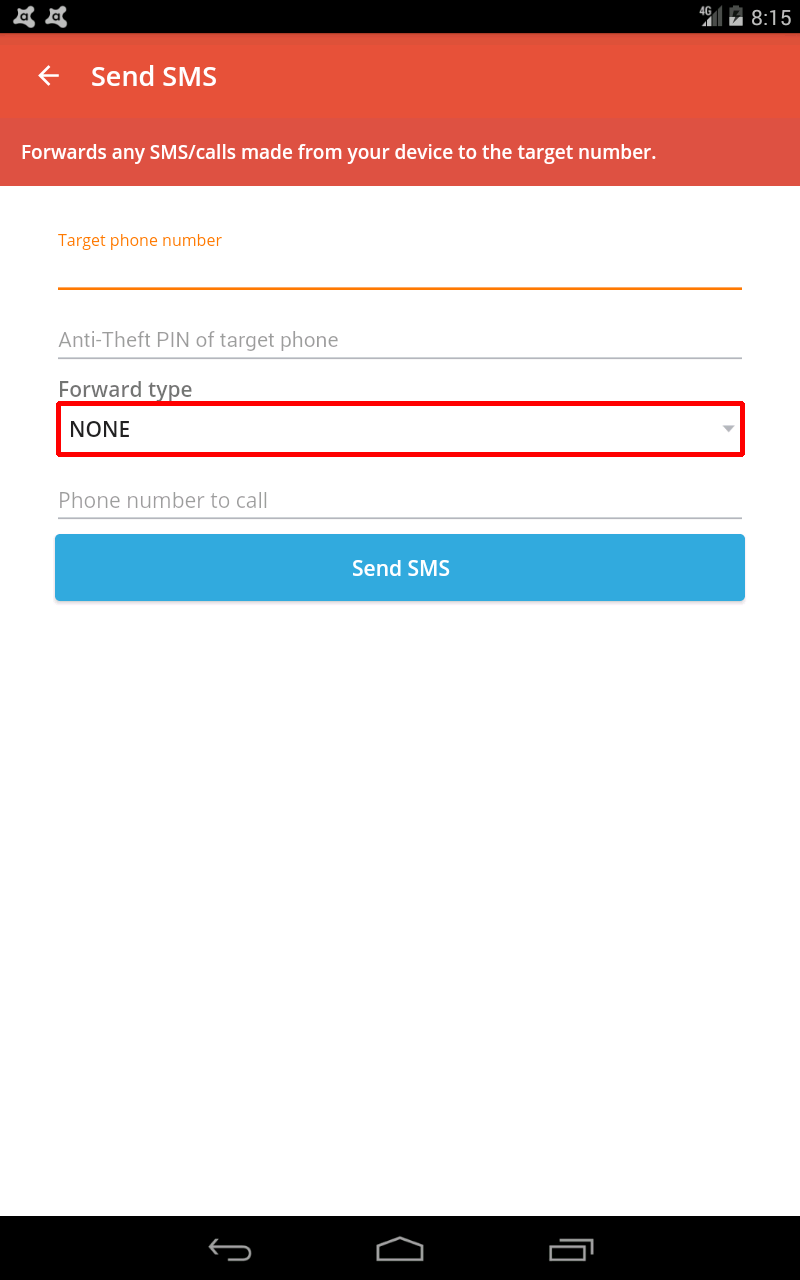 4G 8:15
Send SMS
Forwards any SMS/calls made from your device to the target number.
Target phone number
Anti-Theft PIN of target phone
Forward type
NONE
Phone number to call
Send SMS